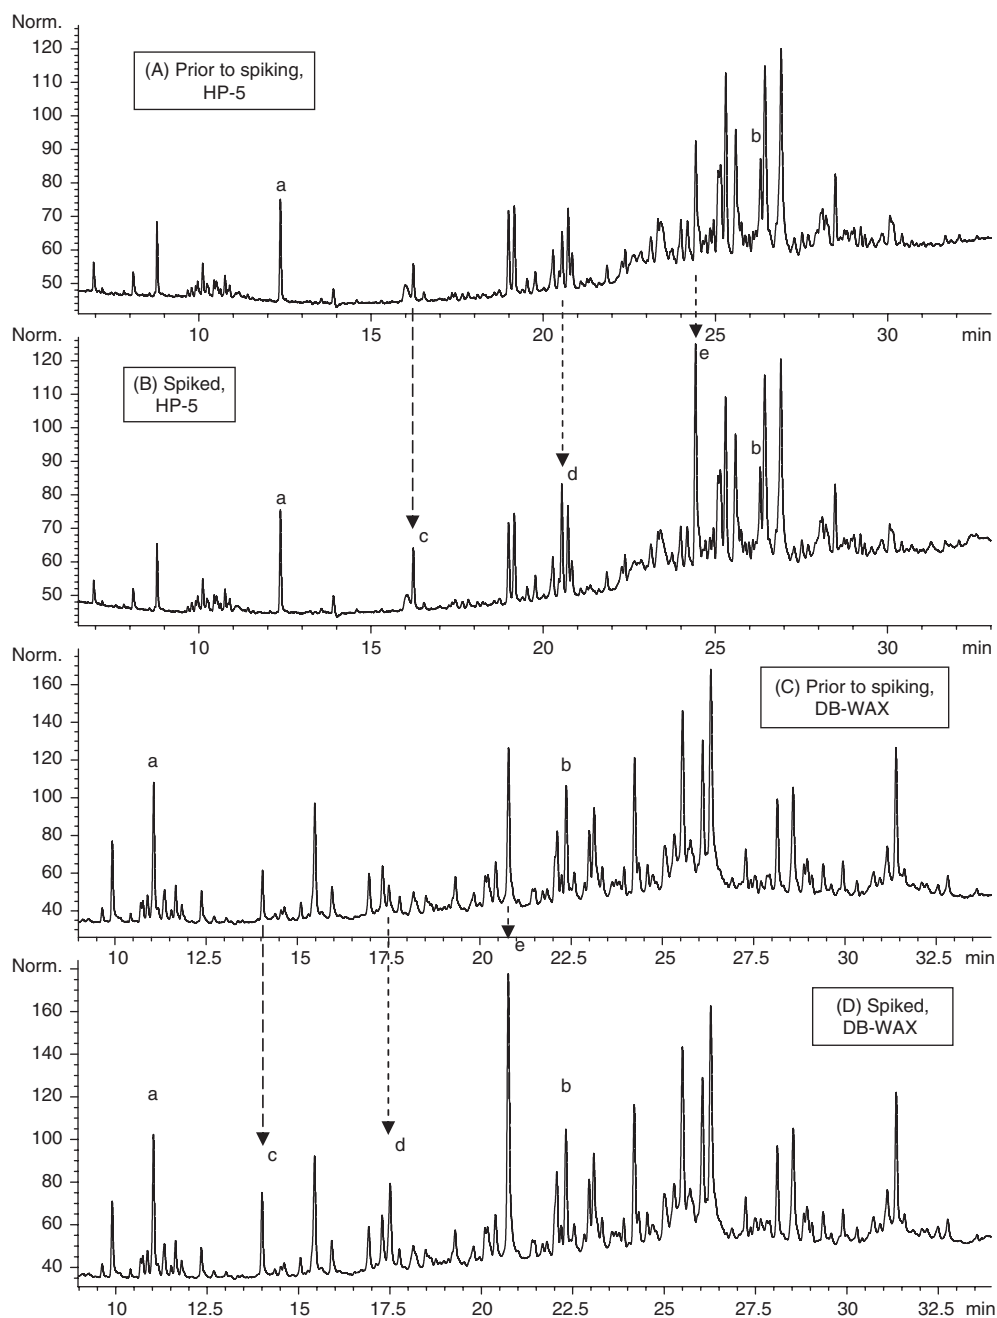 Norm.
120
110
100
90
80
70
60
50
(A) Prior to spiking,
HP-5
a
b
10 15 20 25 30 min
120
110
100
90
80
70
60
50
(B) Spiked,
HP-5
a
c
d
e
b
10 15 20 25 30 min
Norm.
160
140
120
100
80
60
40
(C) Prior to spiking,
DB-WAX
a
b
10 12.5 15 17.5 20 22.5 25 27.5 30 32.5 min
Norm.
160
140
120
100
80
60
40
(D) Spiked,
DB-WAX
a
c
d
e
b
10 12.5 15 17.5 20 22.5 25 27.5 30 32.5 min